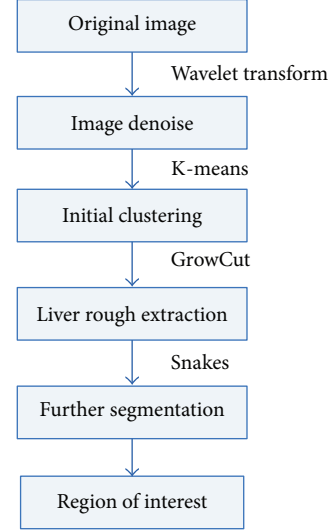 Original image
Wavelet transform
Image denoise
K-means
Initial clustering
GrowCut
Liver rough extraction
Snakes
Further segmentation
Region of interest